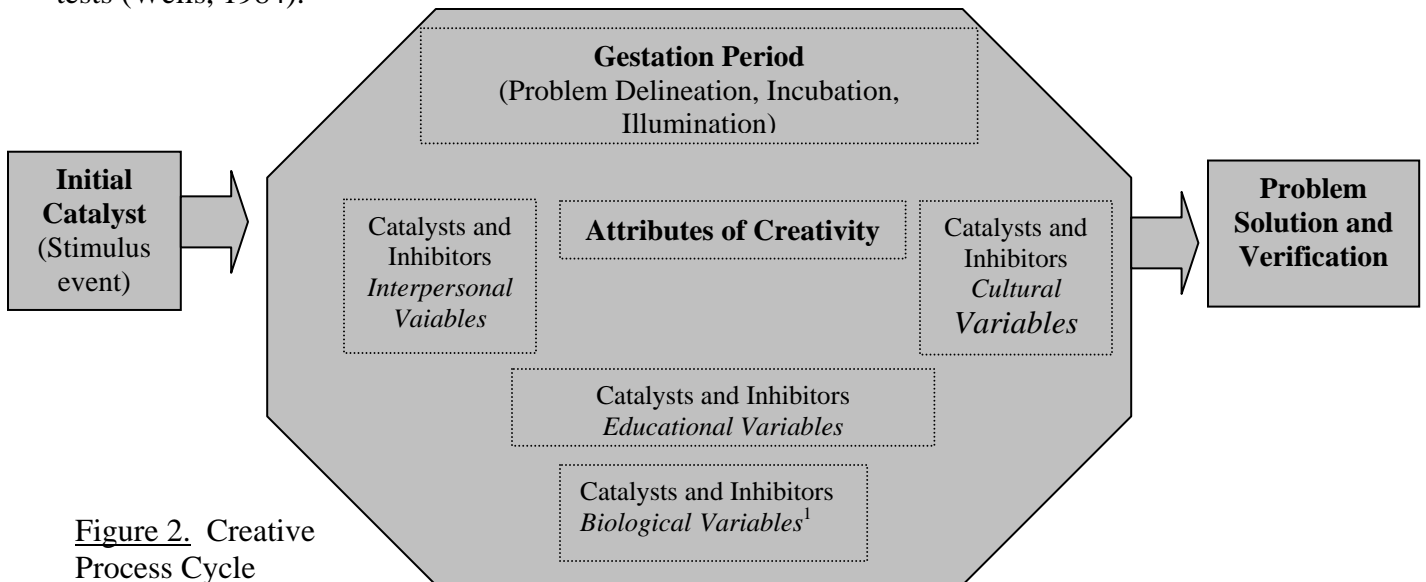 tests (Wells, 1984).
Gestation Period
(Problem Delineation, Incubation,
Illumination)
Initial
Catalyst
(Stimulus
event)
Catalysts and
Inhibitors
Interpersonal
Vaiables
Attributes of Creativity
Catalysts and
Inhibitors
Cultural
Variables
Problem
Solution and
Verification
Catalysts and Inhibitors
Educational Variables
Catalysts and Inhibitors
Biological Variables¹
Figure 2. Creative
Process Cycle